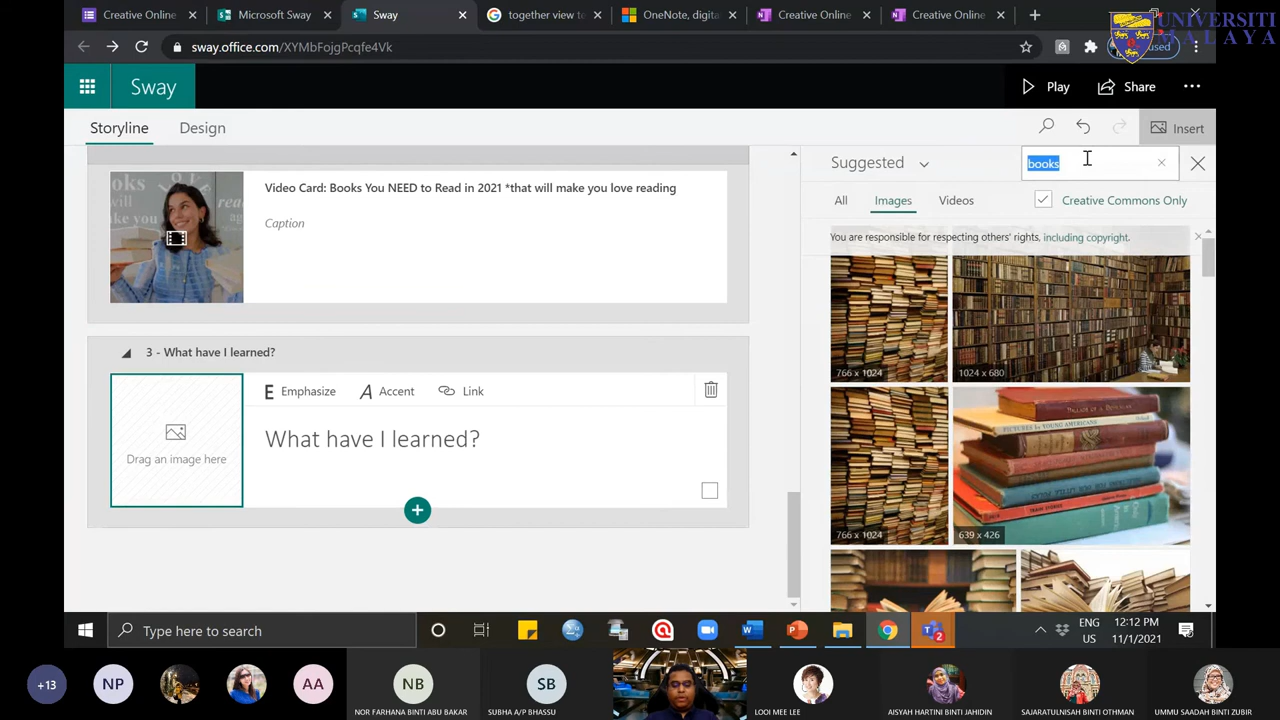 Creative Online
Microsoft Sway
Sway
together view te
OneNote, digita
Creative Online
Creative Online
UNIVERSITI
MALAYA
sway.office.com/XYMbFojgPcqfe4Vk
Sway
Play
Share
Storyline
Design
Insert
Suggested
books
Video Card: Books You NEED to Read in 2021 *that will make you love reading
Caption
All
Images
Videos
Creative Commons Only
You are responsible for respecting others' rights, including copyright.
3 - What have I learned?
766 x 1024
1024 x 680
Drag an image here
E Emphasize
A Accent
Link
What have I learned?
766 x 1024
639 x 426
Type here to search
ENG
US
12:12 PM
11/1/2021
2
+13
NP
AA
NB
NOR FARHANA BINTI ABU BAKAR
SB
SUBHA A/P BHASSU
LOOI MEE LEE
AISYAH HARTINI BINTI JAHIDIN
SAJARATULNISAH BINTI OTHMAN
UMMU SAADAH BINTI ZUBIR